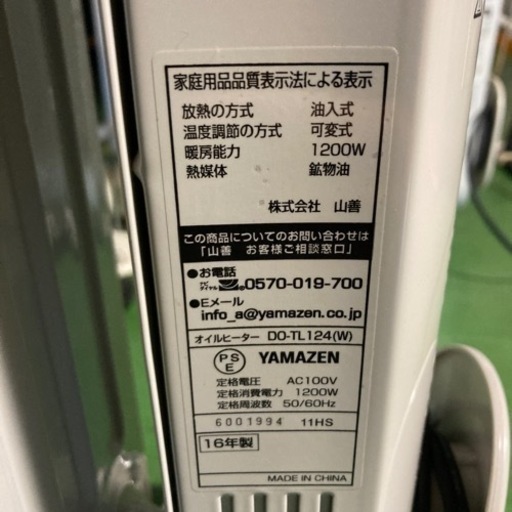 家庭用品品質表示法による表示
放熱の方式 油入式
温度調節の方式 可変式
暖房能力 1200W
熱媒体 鉱物油
株式会社 山善
この商品についてのお問い合わせは
「山善 お客様ご相談窓口」
●お電話
ナビダイヤル 0570-019-700
●Eメール
info_a@yamazen.co.jp
オイルヒーター DO-TL124(W)
PSE YAMAZEN
定格電圧 AC100V
定格消費電力 1200W
定格周波数 50/60Hz
6001994 11HS
16年製
MADE IN CHINA